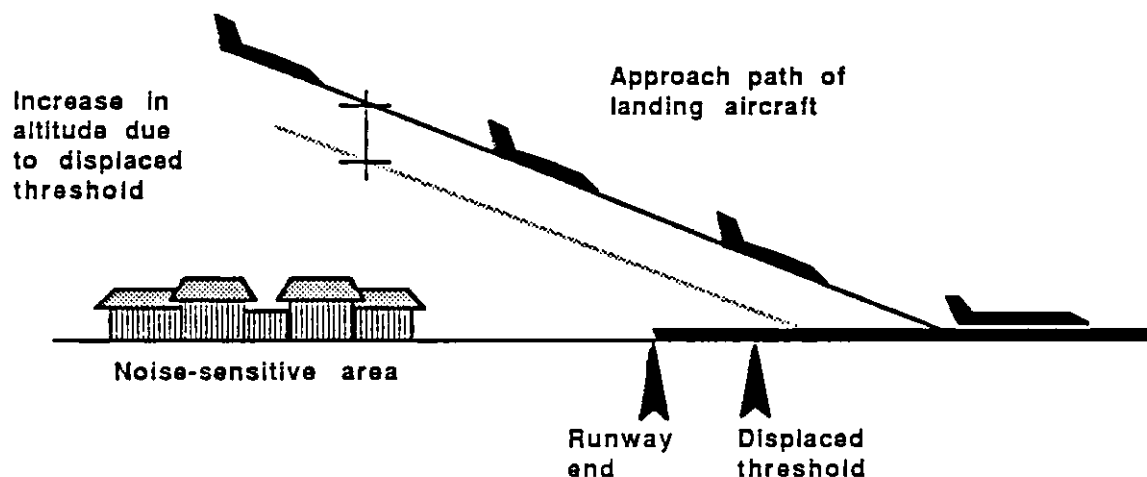 Approach path of
landing aircraft
Increase in
altitude due
to displaced
threshold
Noise-sensitive area
Runway
end
Displaced
threshold